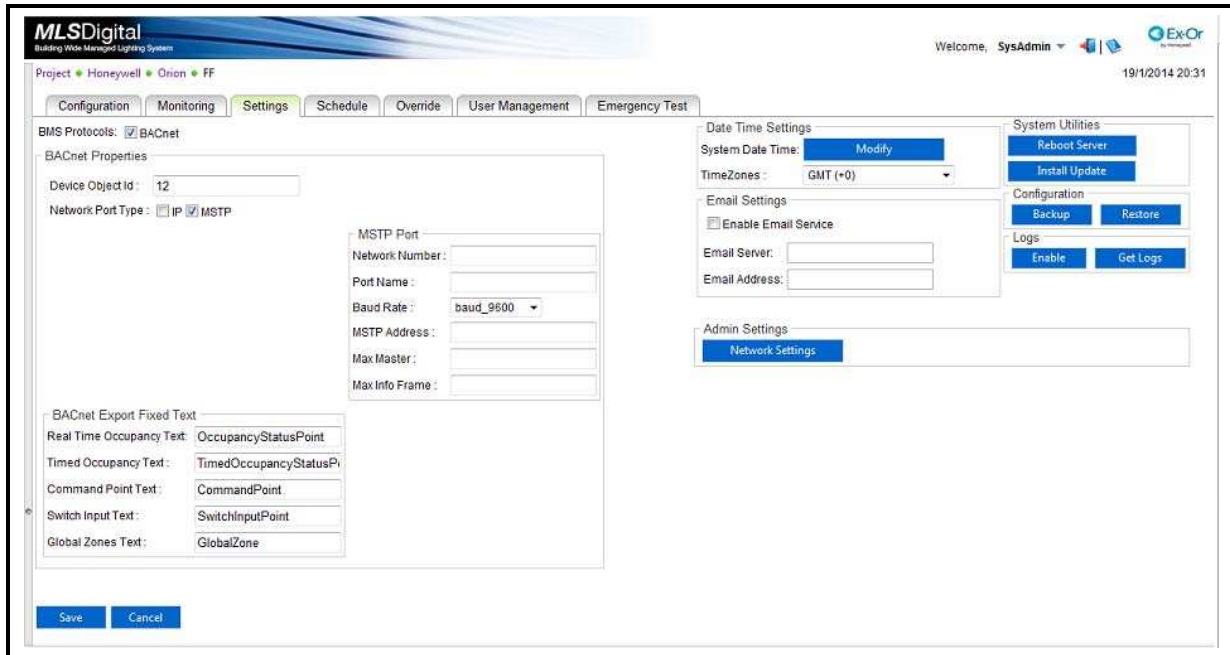 MLSDigital
Building Wide Managed Lighting System
Welcome, SysAdmin
Ex-Or
by Honeywell
Project Honeywell Orion FF
19/1/2014 20:31
Configuration Monitoring Settings Schedule Override User Management Emergency Test
BMS Protocols: BACnet
BACnet Properties
Device Object Id : 12
Network Port Type : IP MSTP
MSTP Port
Network Number :
Port Name :
Baud Rate : baud_9600
MSTP Address :
Max Master :
Max Info Frame :
BACnet Export Fixed Text
Real Time Occupancy Text: OccupancyStatusPoint
Timed Occupancy Text : TimedOccupancyStatusP
Command Point Text : CommandPoint
Switch Input Text : SwitchInputPoint
Global Zones Text : GlobalZone
Save Cancel
Date Time Settings
System Date Time: Modify
TimeZones : GMT (+0)
Email Settings
Enable Email Service
Email Server:
Email Address:
System Utilities
Reboot Server
Install Update
Configuration
Backup Restore
Logs
Enable Get Logs
Admin Settings
Network Settings